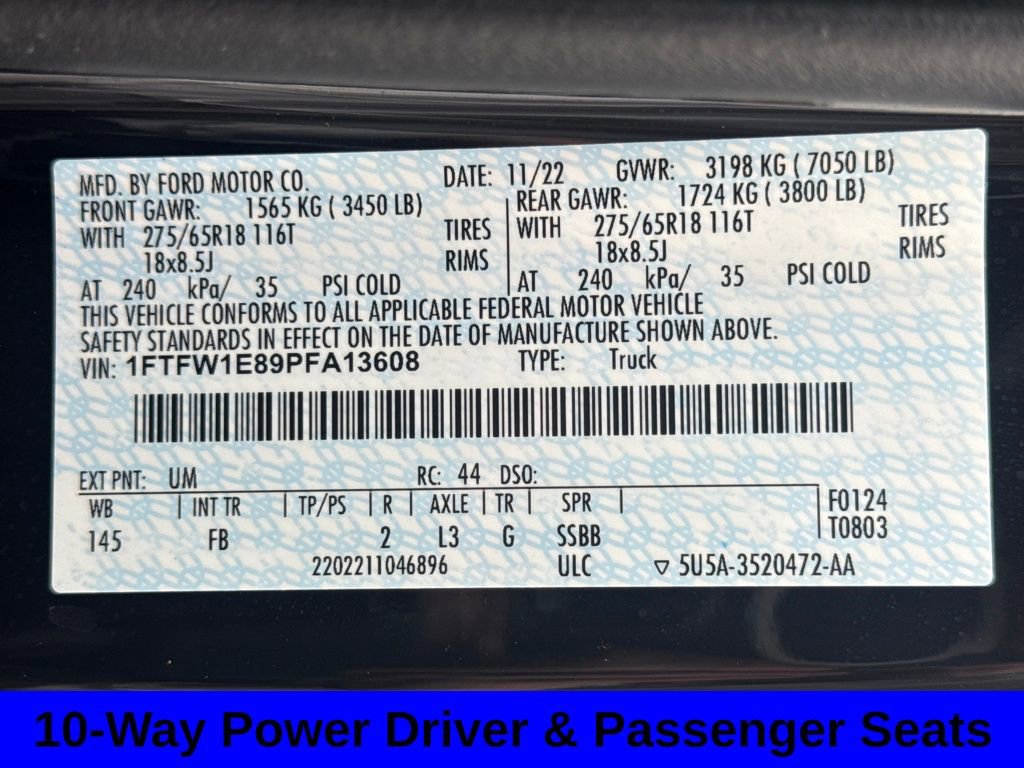 MFD. BY FORD MOTOR CO. DATE: 11/22 GVWR: 3198 KG ( 7050 LB)
FRONT GAWR: 1565 KG ( 3450 LB) REAR GAWR: 1724 KG ( 3800 LB)
WITH 275/65R18 116T TIRES WITH 275/65R18 116T TIRES
18x8.5J RIMS 18x8.5J RIMS
AT 240 kPa/ 35 PSI COLD AT 240 kPa/ 35 PSI COLD
THIS VEHICLE CONFORMS TO ALL APPLICABLE FEDERAL MOTOR VEHICLE
SAFETY STANDARDS IN EFFECT ON THE DATE OF MANUFACTURE SHOWN ABOVE.
VIN: 1FTFW1E89PFA13608 TYPE: Truck
EXT PNT: UM RC: 44 DSO:
WB | INT TR | TP/PS | R | AXLE | TR | SPR | F0124
145 FB 2 L3 G SSBB T0803
2202211046896 ULC ▽ 5U5A-3520472-AA
10-Way Power Driver & Passenger Seats